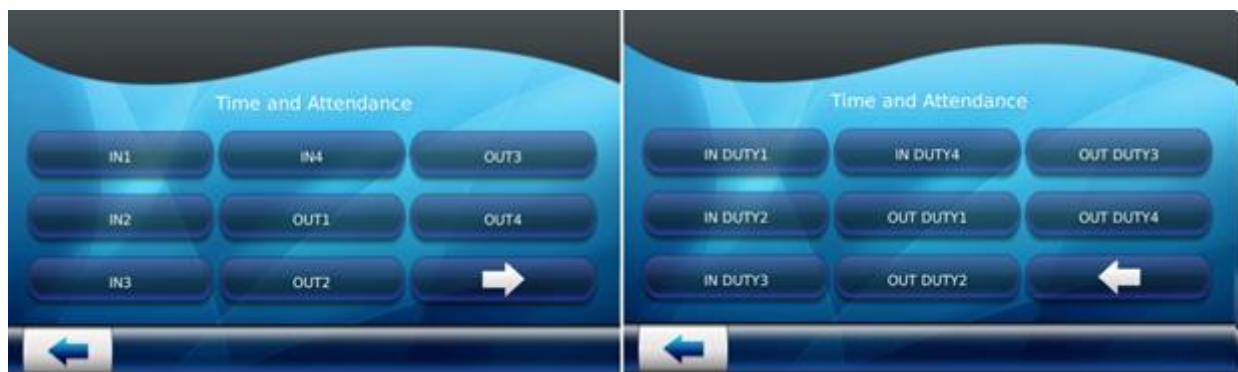 Time and Attendance
IN1 IN4 OUT3
IN2 OUT1 OUT4
IN3 OUT2
Time and Attendance
IN DUTY1 IN DUTY4 OUT DUTY3
IN DUTY2 OUT DUTY1 OUT DUTY4
IN DUTY3 OUT DUTY2